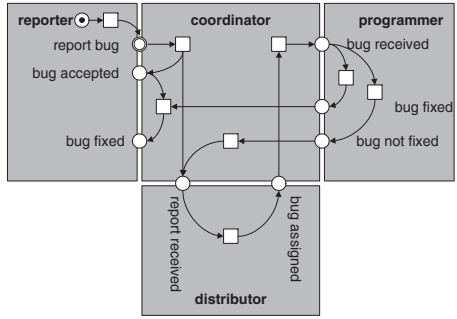 reporter
coordinator
programmer
report bug
bug received
bug accepted
bug fixed
bug fixed
bug not fixed
report received
bug assigned
distributor